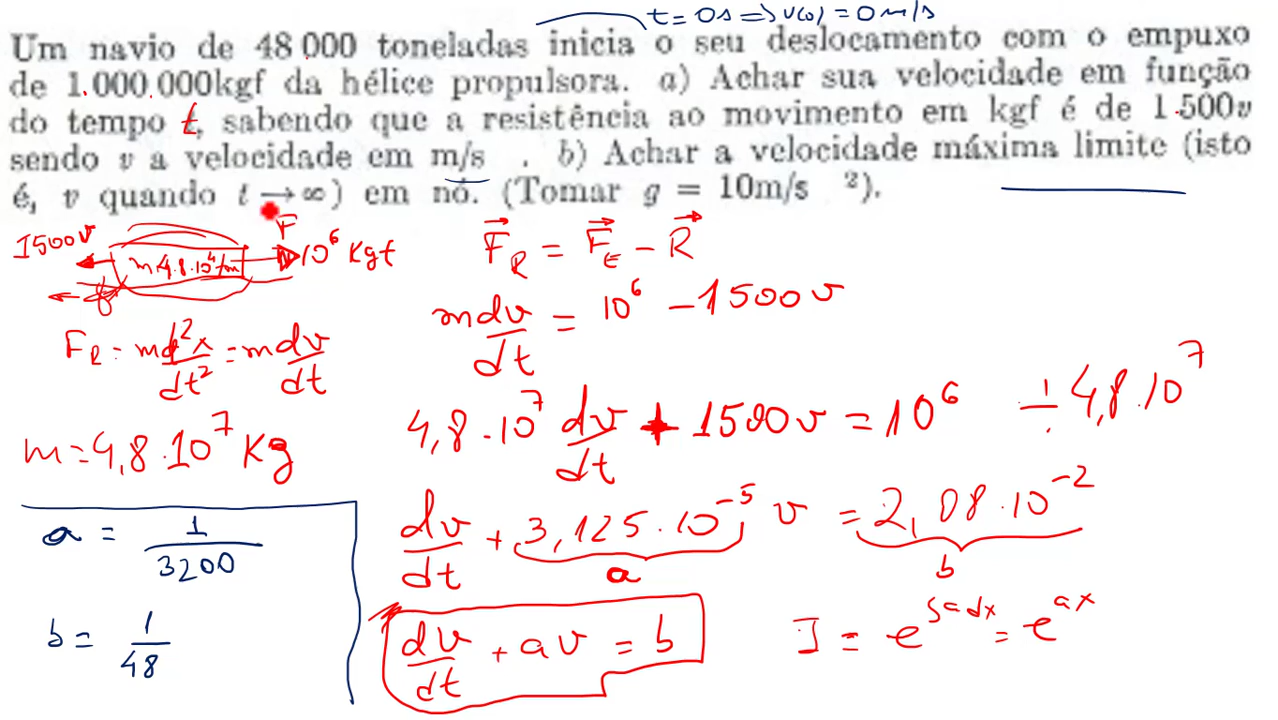 t = 0s ⇒ v(0) = 0 m/s
Um navio de 48 000 toneladas inicia o seu deslocamento com o empuxo
de 1.000.000kgf da hélice propulsora. a) Achar sua velocidade em função
do tempo t, sabendo que a resistência ao movimento em kgf é de 1.500v
sendo v a velocidade em m/s . b) Achar a velocidade máxima limite (isto
é, v quando t → ∞) em nó. (Tomar g = 10m/s ²).
1500v
m=4,8.10⁴ton
F
10⁶ Kgf
F_R = F_E − R
m dv/dt = 10⁶ − 1500v
F_R = m d²x/dt² = m dv/dt
m = 4,8.10⁷ Kg
4,8.10⁷ dv/dt + 1500v = 10⁶ ÷ 4,8.10⁷
dv/dt + 3,125.10⁻⁵ v = 2,08.10⁻²
a b
a = 1/3200
b = 1/48
dv/dt + av = b
I = e^∫adx = e^ax